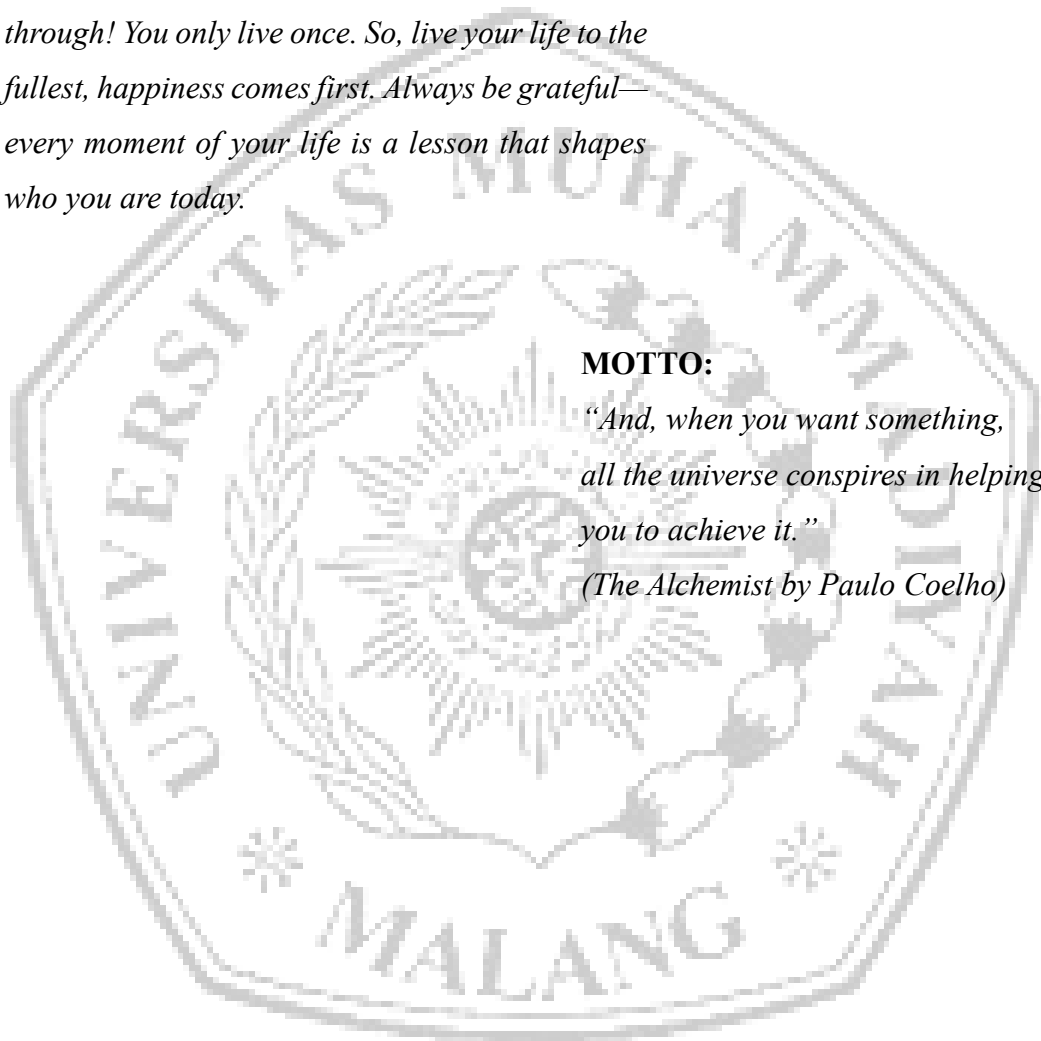 through! You only live once. So, live your life to the
fullest, happiness comes first. Always be grateful—
every moment of your life is a lesson that shapes
who you are today.
MOTTO:
“And, when you want something,
all the universe conspires in helping
you to achieve it.”
(The Alchemist by Paulo Coelho)
UNIVERSITAS MUHAMMADIYAH
MALANG